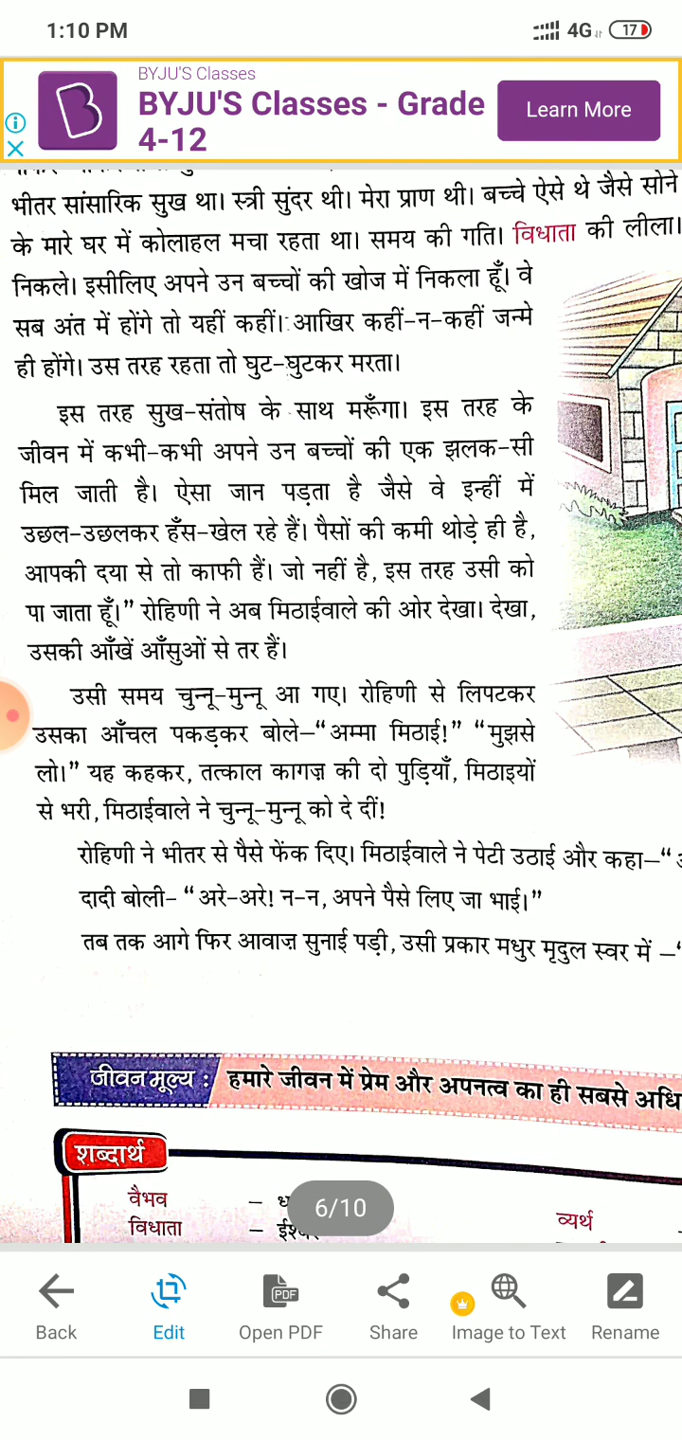 1:10 PM
4G 17
BYJU'S Classes
BYJU'S Classes - Grade
4-12
Learn More
भीतर सांसारिक सुख था। स्त्री सुंदर थी। मेरा प्राण थी। बच्चे ऐसे थे जैसे सोने
के मारे घर में कोलाहल मचा रहता था। समय की गति। विधाता की लीला।
निकले। इसीलिए अपने उन बच्चों की खोज में निकला हूँ। वे
सब अंत में होंगे तो यहीं कहीं। आखिर कहीं-न-कहीं जन्मे
ही होंगे। उस तरह रहता तो घुट-घुटकर मरता।
इस तरह सुख-संतोष के साथ मरूँगा। इस तरह के
जीवन में कभी-कभी अपने उन बच्चों की एक झलक-सी
मिल जाती है। ऐसा जान पड़ता है जैसे वे इन्हीं में
उछल-उछलकर हँस-खेल रहे हैं। पैसों की कमी थोड़े ही है,
आपकी दया से तो काफी हैं। जो नहीं है, इस तरह उसी को
पा जाता हूँ।” रोहिणी ने अब मिठाईवाले की ओर देखा। देखा,
उसकी आँखें आँसुओं से तर हैं।
उसी समय चुन्नू-मुन्नू आ गए। रोहिणी से लिपटकर
उसका आँचल पकड़कर बोले—“अम्मा मिठाई!” “मुझसे
लो।” यह कहकर, तत्काल कागज़ की दो पुड़ियाँ, मिठाइयों
से भरी, मिठाईवाले ने चुन्नू-मुन्नू को दे दीं!
रोहिणी ने भीतर से पैसे फेंक दिए। मिठाईवाले ने पेटी उठाई और कहा—“
दादी बोली- “अरे-अरे! न-न, अपने पैसे लिए जा भाई।”
तब तक आगे फिर आवाज़ सुनाई पड़ी, उसी प्रकार मधुर मृदुल स्वर में —‘
जीवन मूल्य : हमारे जीवन में प्रेम और अपनत्व का ही सबसे
शब्दार्थ
वैभव –
व्यर्थ
विधाता –
6/10
Back
Edit
PDF
Open PDF
Share
Image to Text
Rename